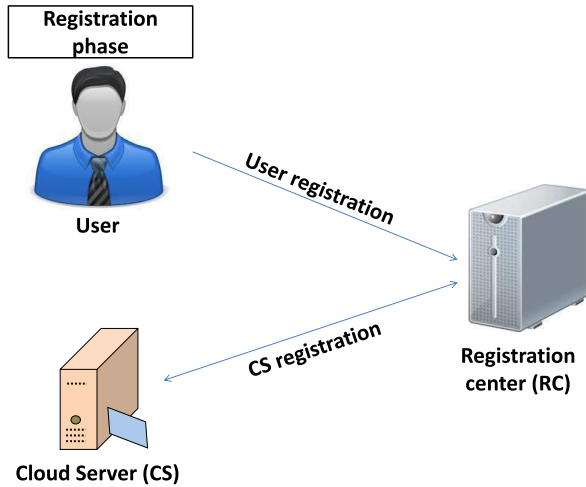 Registration
phase
User
User registration
CS registration
Registration
center (RC)
Cloud Server (CS)